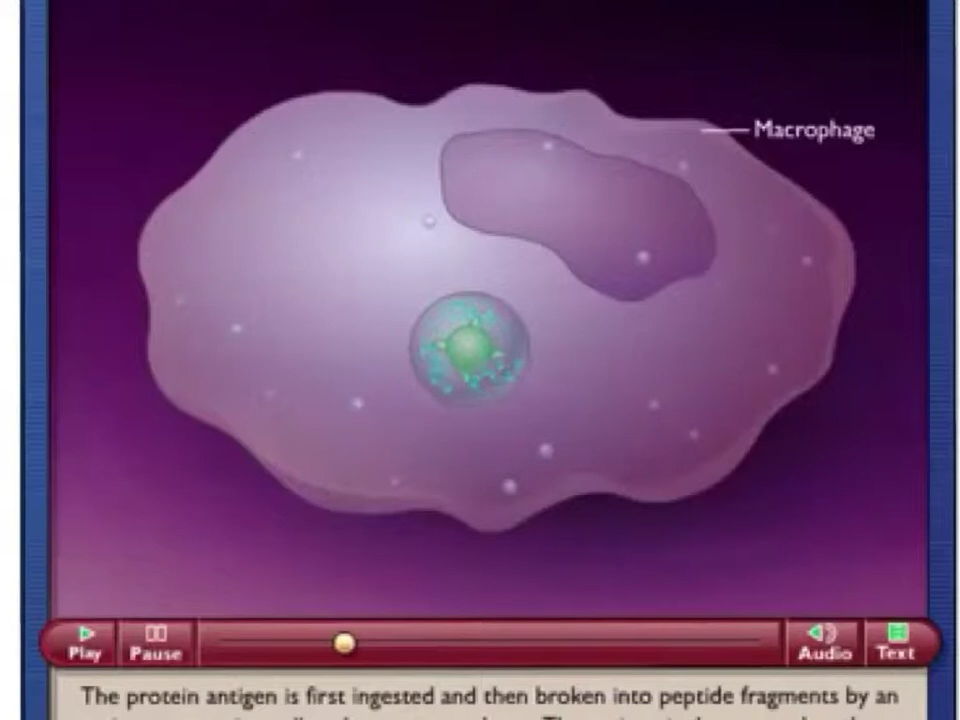 Macrophage
Play
Pause
Audio
Text
The protein antigen is first ingested and then broken into peptide fragments by an